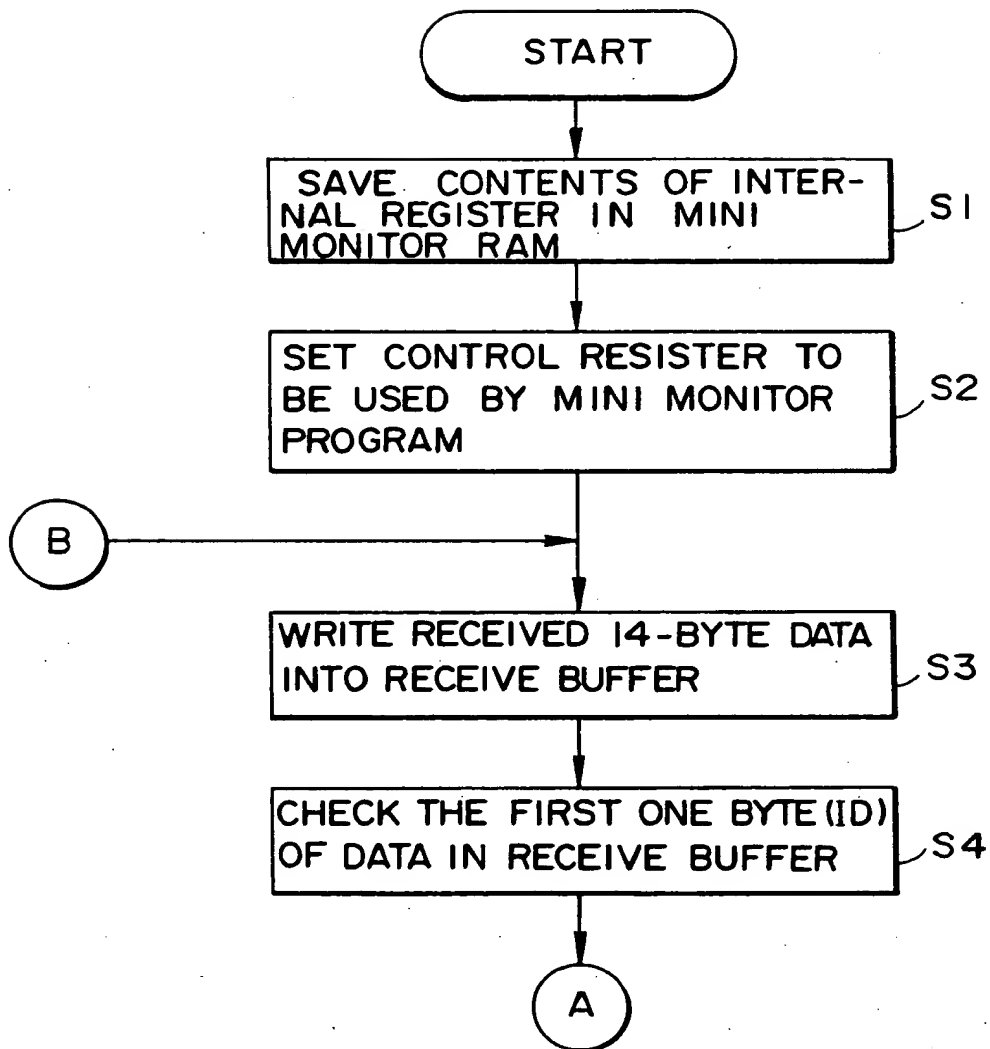 START
SAVE CONTENTS OF INTER-
NAL REGISTER IN MINI
MONITOR RAM
S1
SET CONTROL RESISTER TO
BE USED BY MINI MONITOR
PROGRAM
S2
B
WRITE RECEIVED 14-BYTE DATA
INTO RECEIVE BUFFER
S3
CHECK THE FIRST ONE BYTE (ID)
OF DATA IN RECEIVE BUFFER
S4
A